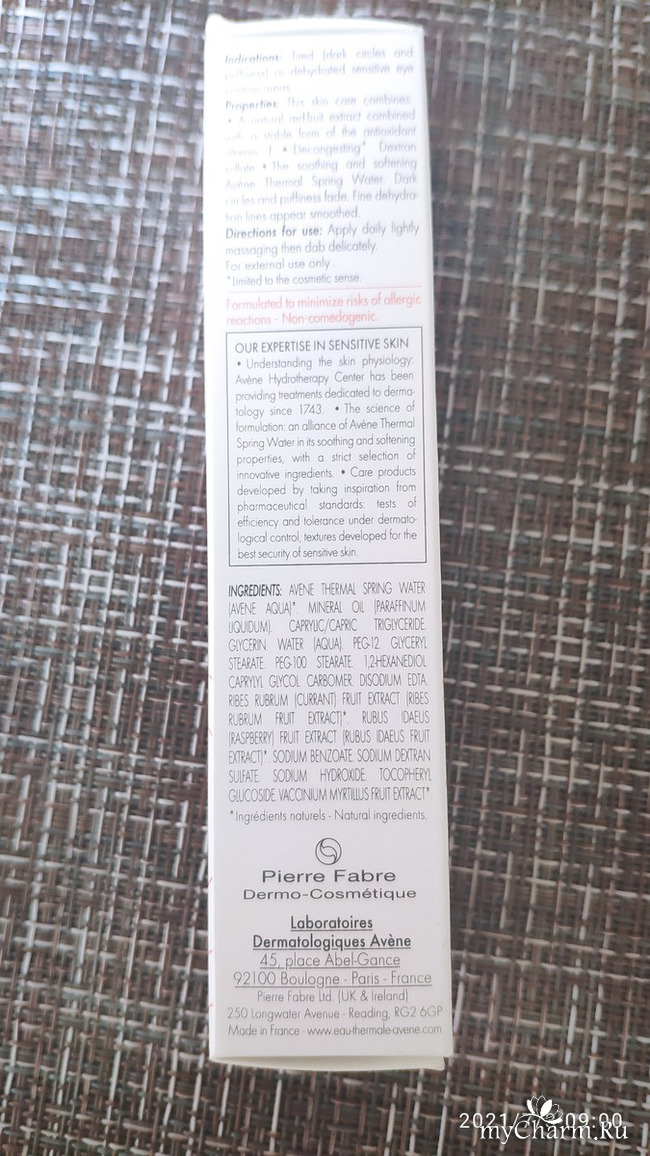 Indications: Tired (dark circles and
puffiness) or dehydrated sensitive eye
contour areas.
Properties: This skin care combines:
• A natural red-fruit extract combined
with a stable form of the antioxidant
vitamin E • Decongesting* Dextran
sulfate • The soothing and softening
Avène Thermal Spring Water. Dark
circles and puffiness fade. Fine dehydra-
tion lines appear smoothed.
Directions for use: Apply daily lightly
massaging then dab delicately.
For external use only.
*Limited to the cosmetic sense.
Formulated to minimize risks of allergic
reactions - Non-comedogenic.
OUR EXPERTISE IN SENSITIVE SKIN
• Understanding the skin physiology:
Avène Hydrotherapy Center has been
providing treatments dedicated to derma-
tology since 1743. • The science of
formulation: an alliance of Avène Thermal
Spring Water in its soothing and softening
properties, with a strict selection of
innovative ingredients. • Care products
developed by taking inspiration from
pharmaceutical standards: tests of
efficiency and tolerance under dermato-
logical control, textures developed for the
best security of sensitive skin.
INGREDIENTS: AVENE THERMAL SPRING WATER
(AVENE AQUA)*. MINERAL OIL (PARAFFINUM
LIQUIDUM). CAPRYLIC/CAPRIC TRIGLYCERIDE.
GLYCERIN. WATER (AQUA). PEG-12. GLYCERYL
STEARATE. PEG-100 STEARATE. 1,2-HEXANEDIOL.
CAPRYLYL GLYCOL. CARBOMER. DISODIUM EDTA.
RIBES RUBRUM (CURRANT) FRUIT EXTRACT (RIBES
RUBRUM FRUIT EXTRACT)*. RUBUS IDAEUS
(RASPBERRY) FRUIT EXTRACT (RUBUS IDAEUS FRUIT
EXTRACT)*. SODIUM BENZOATE. SODIUM DEXTRAN
SULFATE. SODIUM HYDROXIDE. TOCOPHERYL
GLUCOSIDE. VACCINIUM MYRTILLUS FRUIT EXTRACT*.
*Ingrédients naturels - Natural ingredients.
Pierre Fabre
Dermo-Cosmétique
Laboratoires
Dermatologiques Avène
45, place Abel-Gance
92100 Boulogne - Paris - France
Pierre Fabre Ltd. (UK & Ireland)
250 Longwater Avenue - Reading, RG2 6GP
Made in France - www.eau-thermale-avene.com
2021/7 09:00
myCharm.Ru